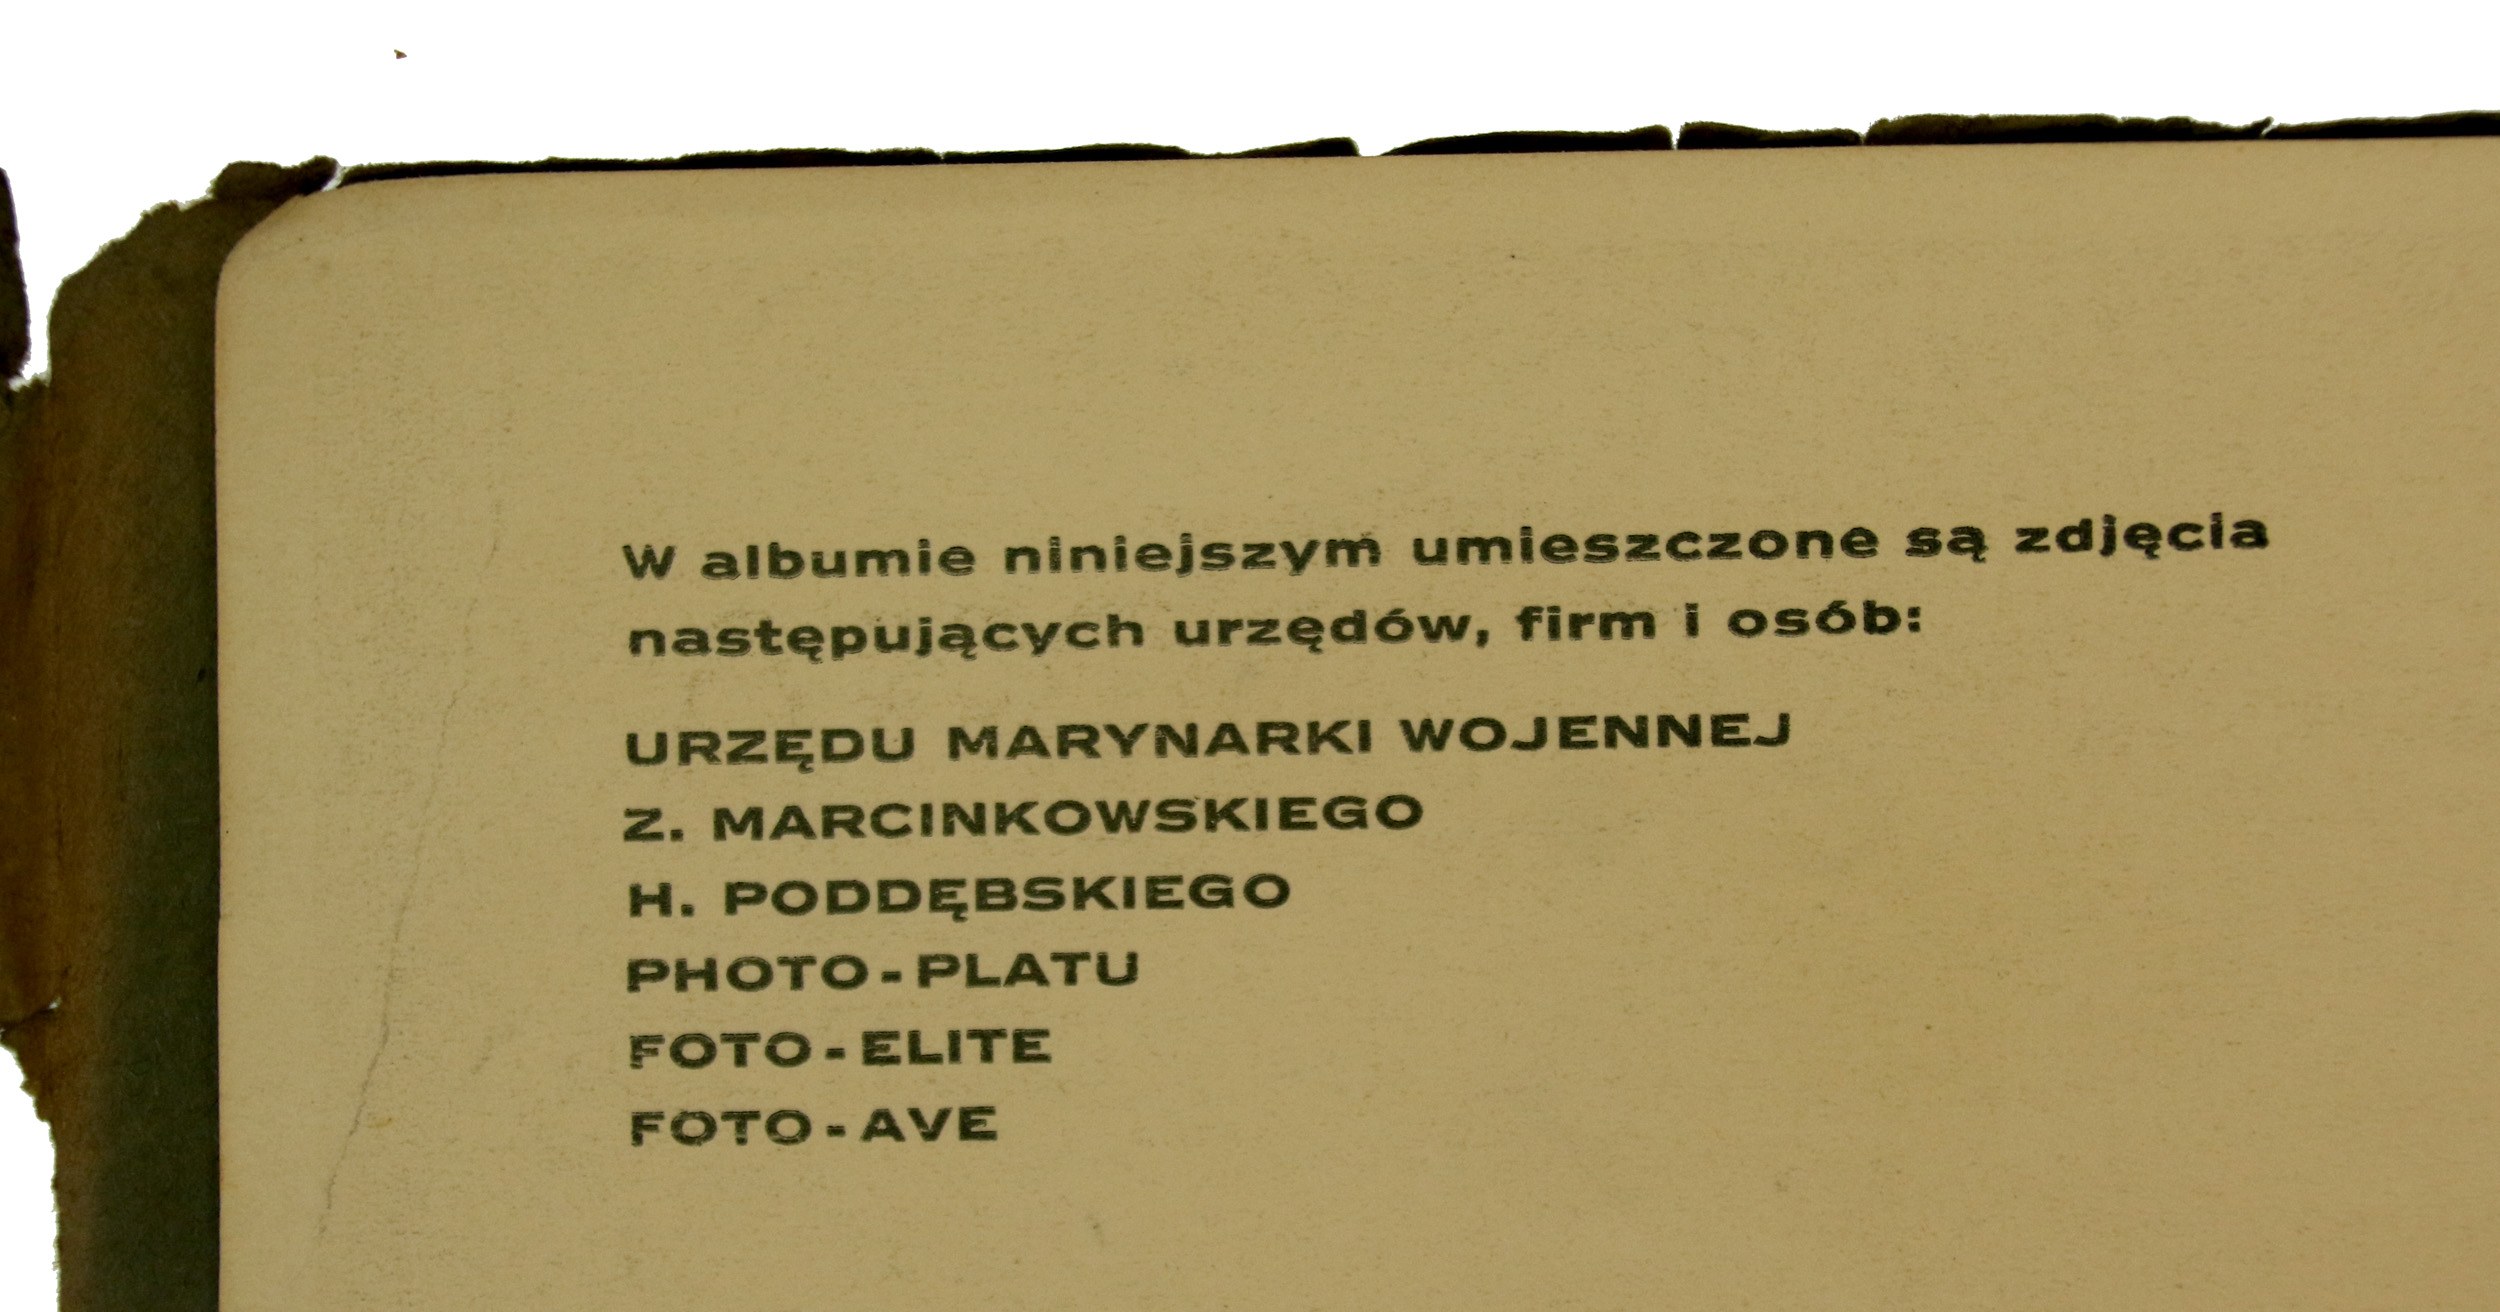 W albumie niniejszym umieszczone są zdjęcia
następujących urzędów, firm i osób:
URZĘDU MARYNARKI WOJENNEJ
Z. MARCINKOWSKIEGO
H. PODDĘBSKIEGO
PHOTO-PLATU
FOTO-ELITE
FOTO-AVE